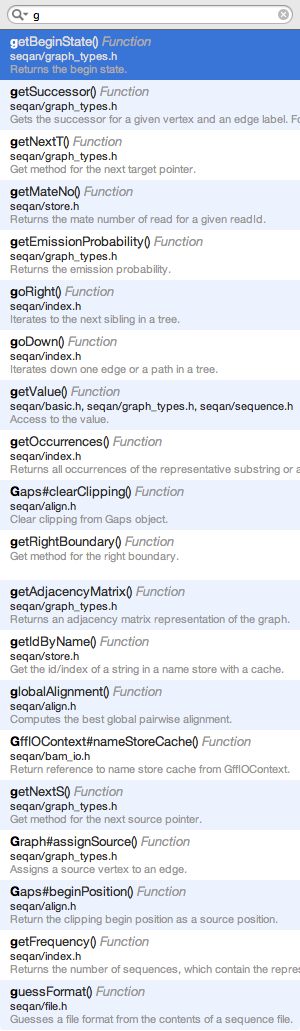 g
getBeginState() Function
seqan/graph_types.h
Returns the begin state.
getSuccessor() Function
seqan/graph_types.h
Gets the successor for a given vertex and an edge label. Fo
getNextT() Function
seqan/graph_types.h
Get method for the next target pointer.
getMateNo() Function
seqan/store.h
Returns the mate number of read for a given readId.
getEmissionProbability() Function
seqan/graph_types.h
Returns the emission probability.
goRight() Function
seqan/index.h
Iterates to the next sibling in a tree.
goDown() Function
seqan/index.h
Iterates down one edge or a path in a tree.
getValue() Function
seqan/basic.h, seqan/graph_types.h, seqan/sequence.h
Access to the value.
getOccurrences() Function
seqan/index.h
Returns all occurrences of the representative substring or a
Gaps#clearClipping() Function
seqan/align.h
Clear clipping from Gaps object.
getRightBoundary() Function
Get method for the right boundary.
getAdjacencyMatrix() Function
seqan/graph_types.h
Returns an adjacency matrix representation of the graph.
getIdByName() Function
seqan/store.h
Get the id/index of a string in a name store with a cache.
globalAlignment() Function
seqan/align.h
Computes the best global pairwise alignment.
GffIOContext#nameStoreCache() Function
seqan/bam_io.h
Return reference to name store cache from GffIOContext.
getNextS() Function
seqan/graph_types.h
Get method for the next source pointer.
Graph#assignSource() Function
seqan/graph_types.h
Assigns a source vertex to an edge.
Gaps#beginPosition() Function
seqan/align.h
Return the clipping begin position as a source position.
getFrequency() Function
seqan/index.h
Returns the number of sequences, which contain the repres
guessFormat() Function
seqan/file.h
Guesses a file format from the contents of a sequence file.